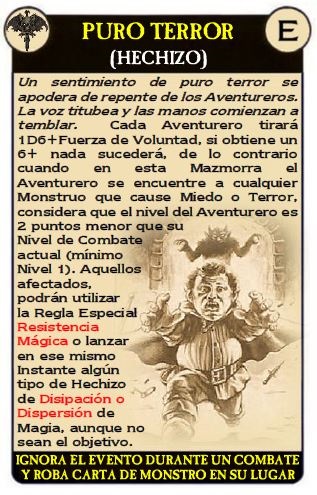 PURO TERROR
E
(HECHIZO)
Un sentimiento de puro terror se
apodera de repente de los Aventureros.
La voz titubea y las manos comienzan a
temblar. Cada Aventurero tirará
1D6+Fuerza de Voluntad, si obtiene un
6+ nada sucederá, de lo contrario
cuando en esta Mazmorra el
Aventurero se encuentre a cualquier
Monstruo que cause Miedo o Terror,
considera que el nivel del Aventurero es
2 puntos menor que su
Nivel de Combate
actual (mínimo
Nivel 1). Aquellos
afectados,
podrán utilizar
la Regla Especial
Resistencia
Mágica o lanzar
en ese mismo
Instante algún
tipo de Hechizo
de Disipación o
Dispersión de
Magia, aunque no
sean el objetivo.
IGNORA EL EVENTO DURANTE UN COMBATE
Y ROBA CARTA DE MONSTRO EN SU LUGAR